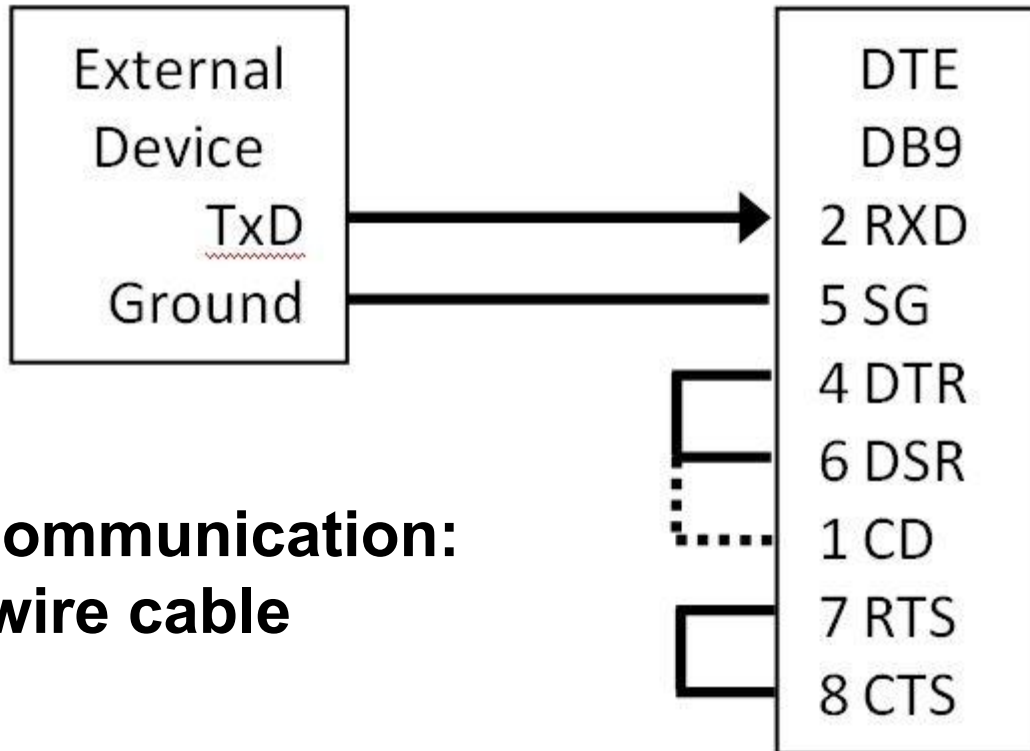 External
Device
TxD
Ground
DTE
DB9
2 RXD
5 SG
4 DTR
6 DSR
1 CD
7 RTS
8 CTS
ommunication:
wire cable